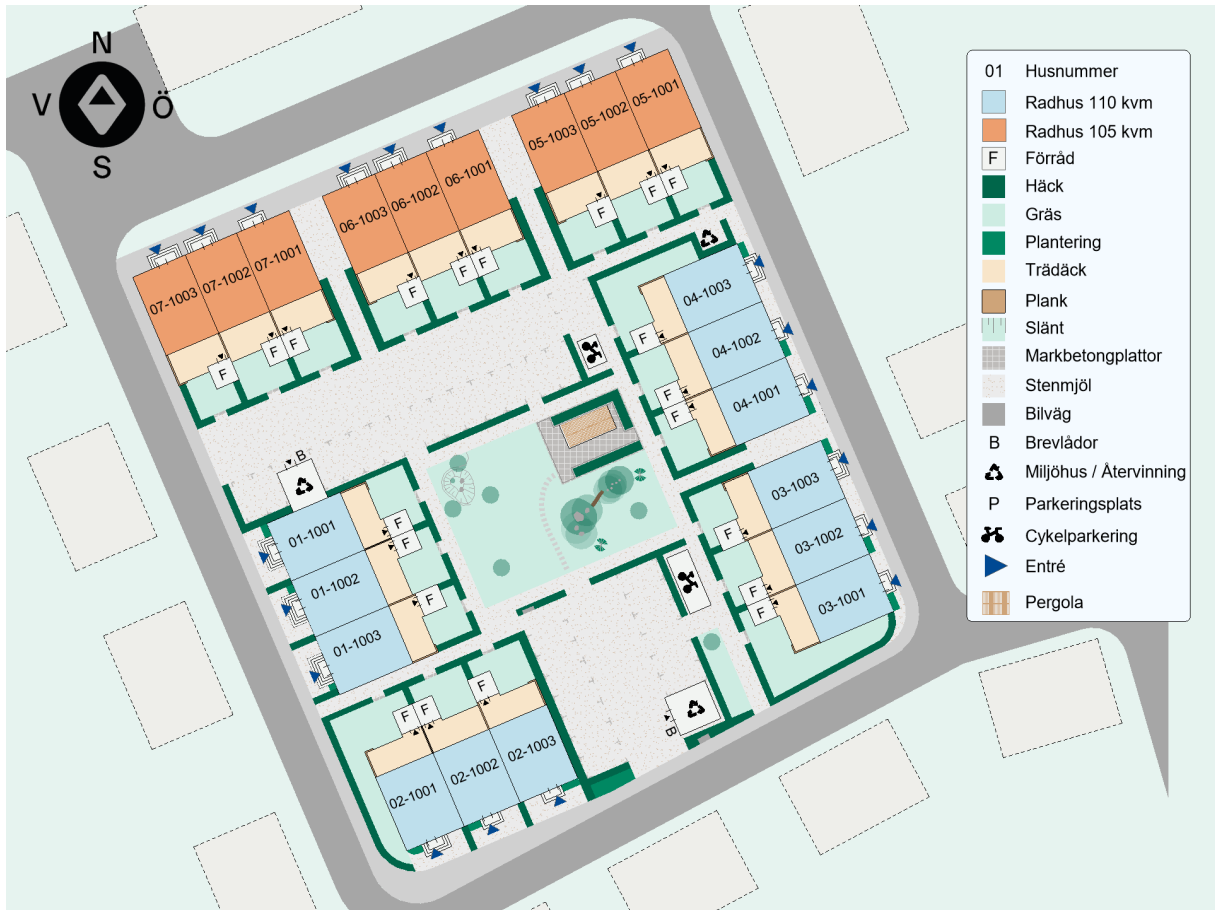 N
V Ö
S
01 Husnummer
Radhus 110 kvm
Radhus 105 kvm
F Förråd
Häck
Gräs
Plantering
Trädäck
Plank
Slänt
Markbetongplattor
Stenmjöl
Bilväg
B Brevlådor
Miljöhus / Återvinning
P Parkeringsplats
Cykelparkering
Entré
Pergola
05-1003
05-1002
05-1001
F
F
F
06-1003
06-1002
06-1001
F
F
F
07-1003
07-1002
07-1001
F
F
F
04-1003
04-1002
04-1001
F
F
F
03-1003
03-1002
03-1001
F
F
F
B
01-1001
01-1002
01-1003
F
F
F
02-1001
02-1002
02-1003
F
F
F
B